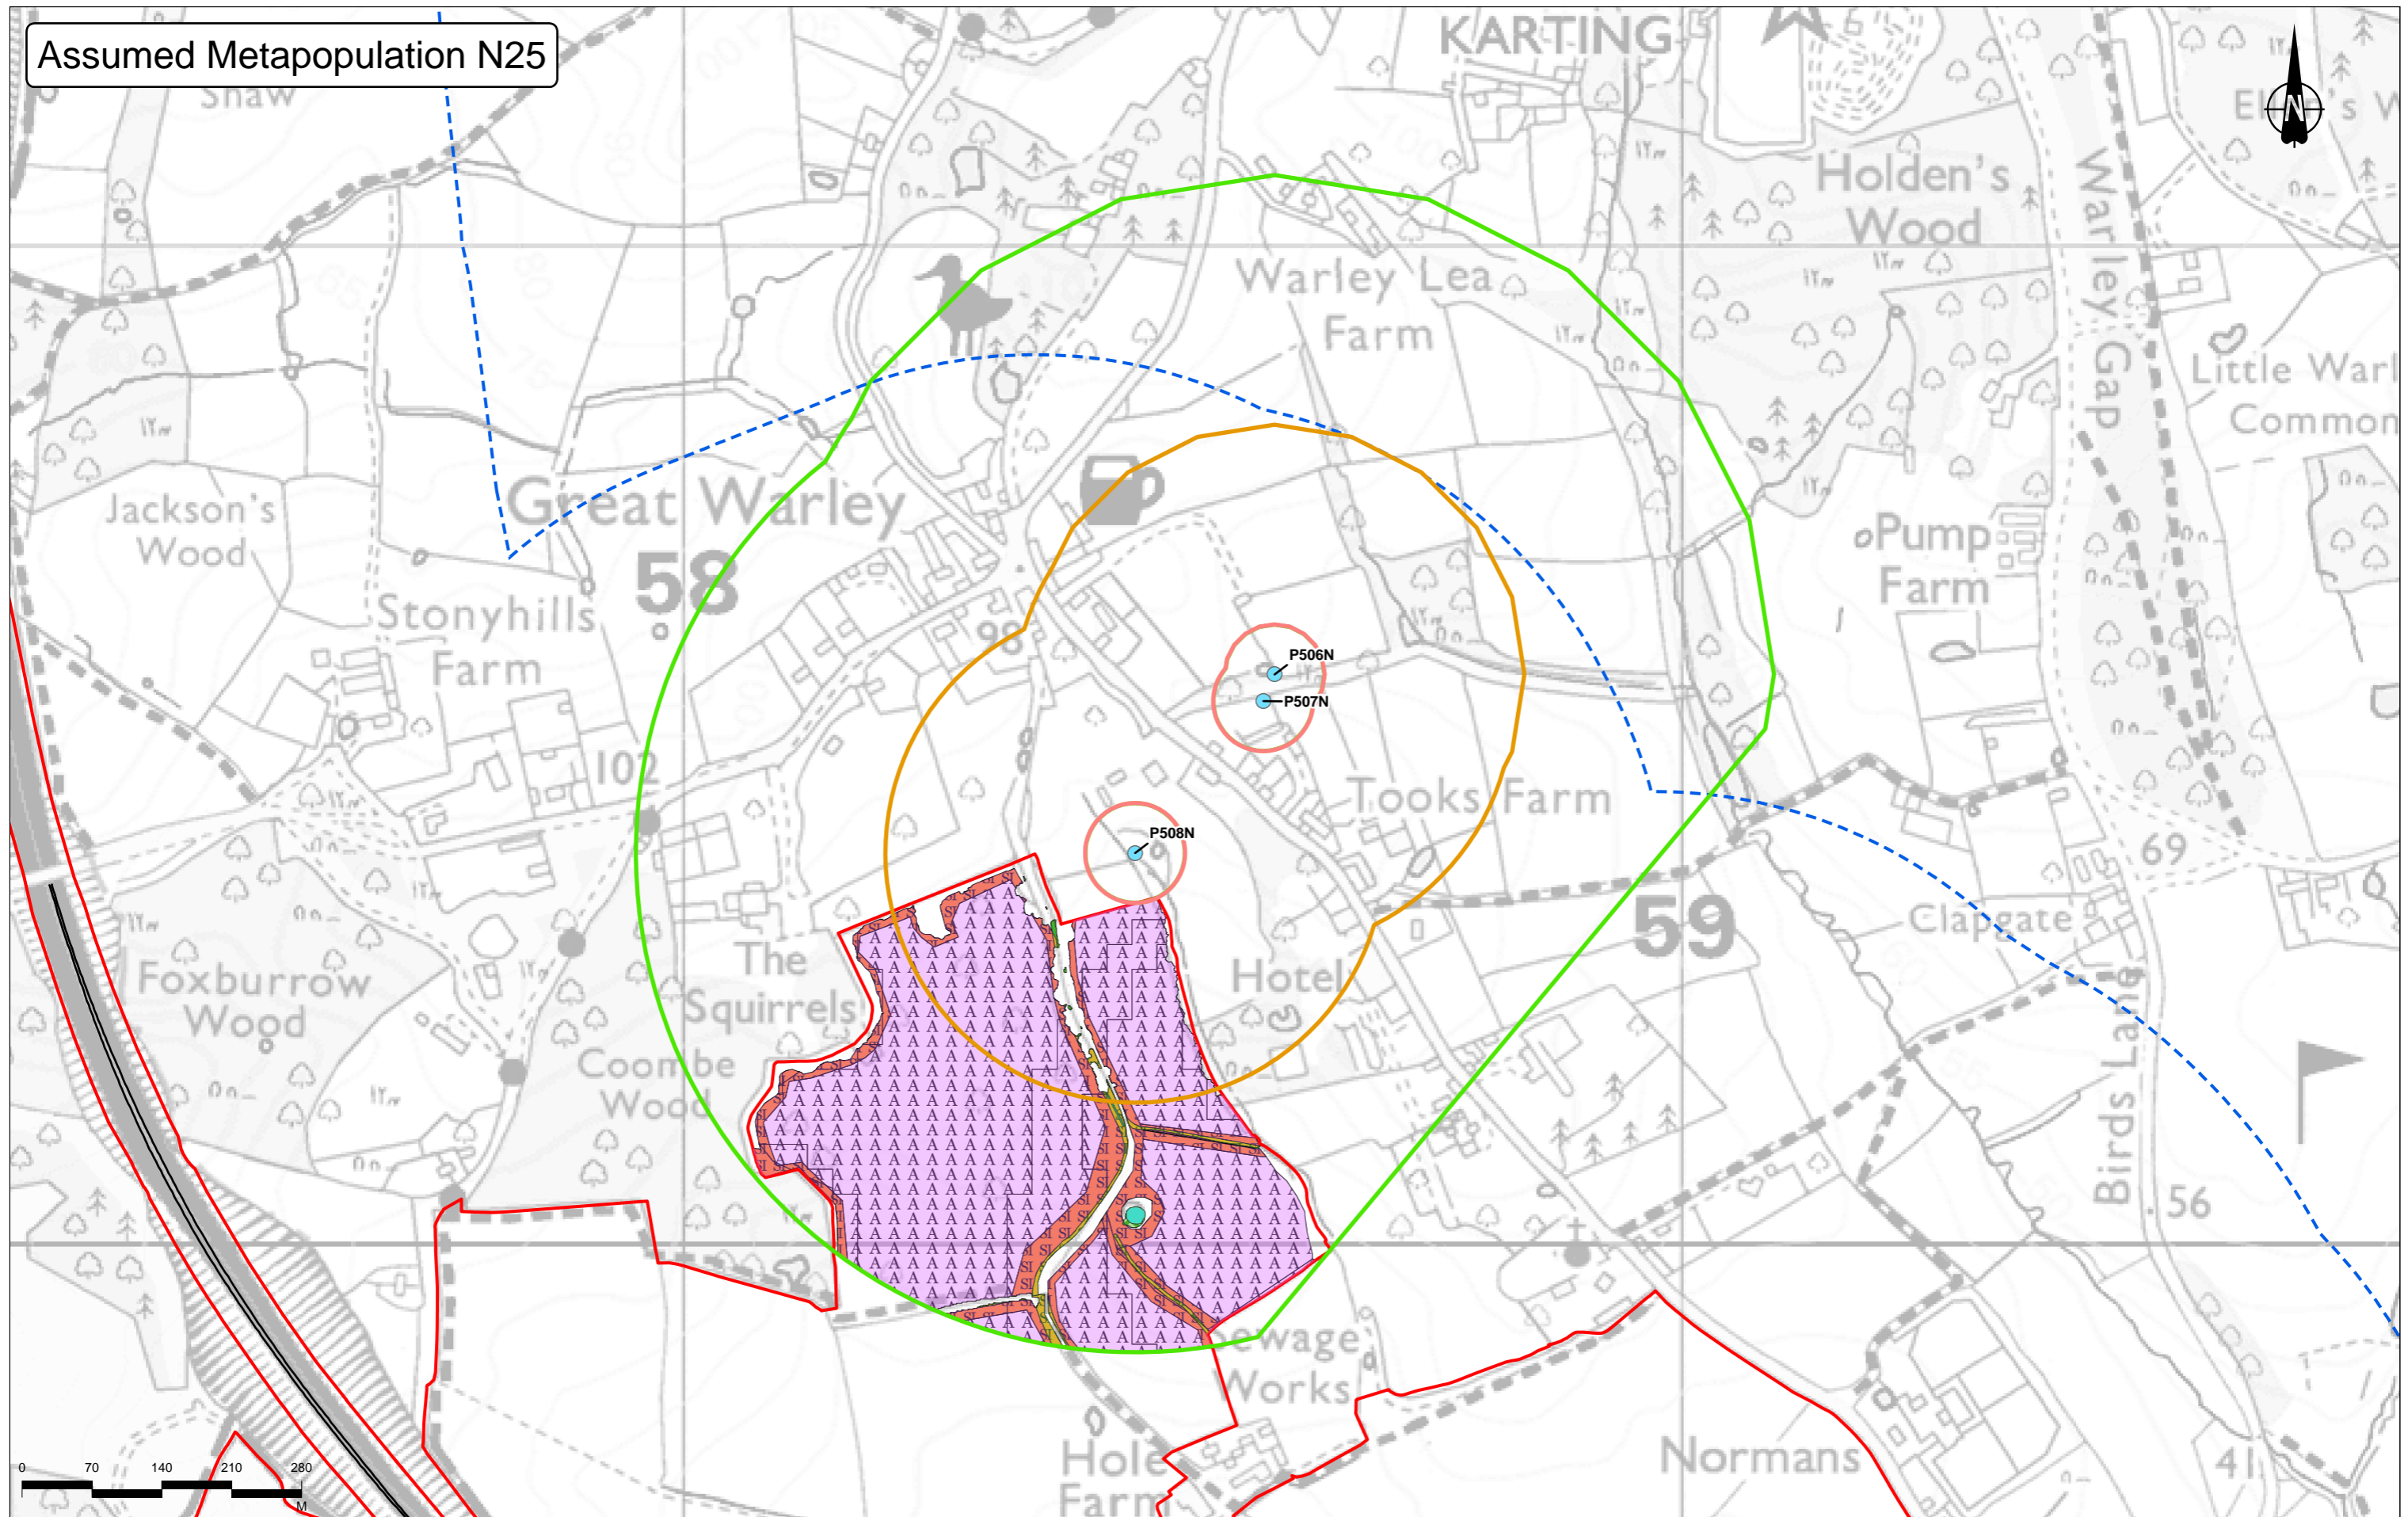 Assumed Metapopulation N25
Shaw
KARTING
N
Holden's
Wood
Warley Gap
Warley Lea
Farm
Little Warl
Common
Jackson's
Wood
Great Warley
58
Pump
Farm
Stonyhills
Farm
98
P506N
P507N
102
Tooks Farm
P508N
69
59
Clapgate
The
Squirrels
Hotel
Foxburrow
Wood
Coombe
Wood
Birds Lane
56
Sewage
Works
Hole
Farm
Normans
41
0 70 140 210 280
M